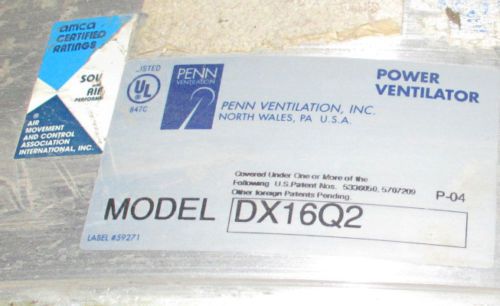 amca
CERTIFIED
RATINGS
AIR
® AIR
MOVEMENT
AND CONTROL
ASSOCIATION
INTERNATIONAL, INC.
LISTED
UL
®
847C
PENN
VENTILATION
PENN VENTILATION, INC.
NORTH WALES, PA U.S.A.
POWER
VENTILATOR
Covered Under One or More of the
Following U.S.Patent Nos. 5336050, 5707209
Other foreign Patents Pending.
P-04
MODEL DX16Q2
LABEL #59271